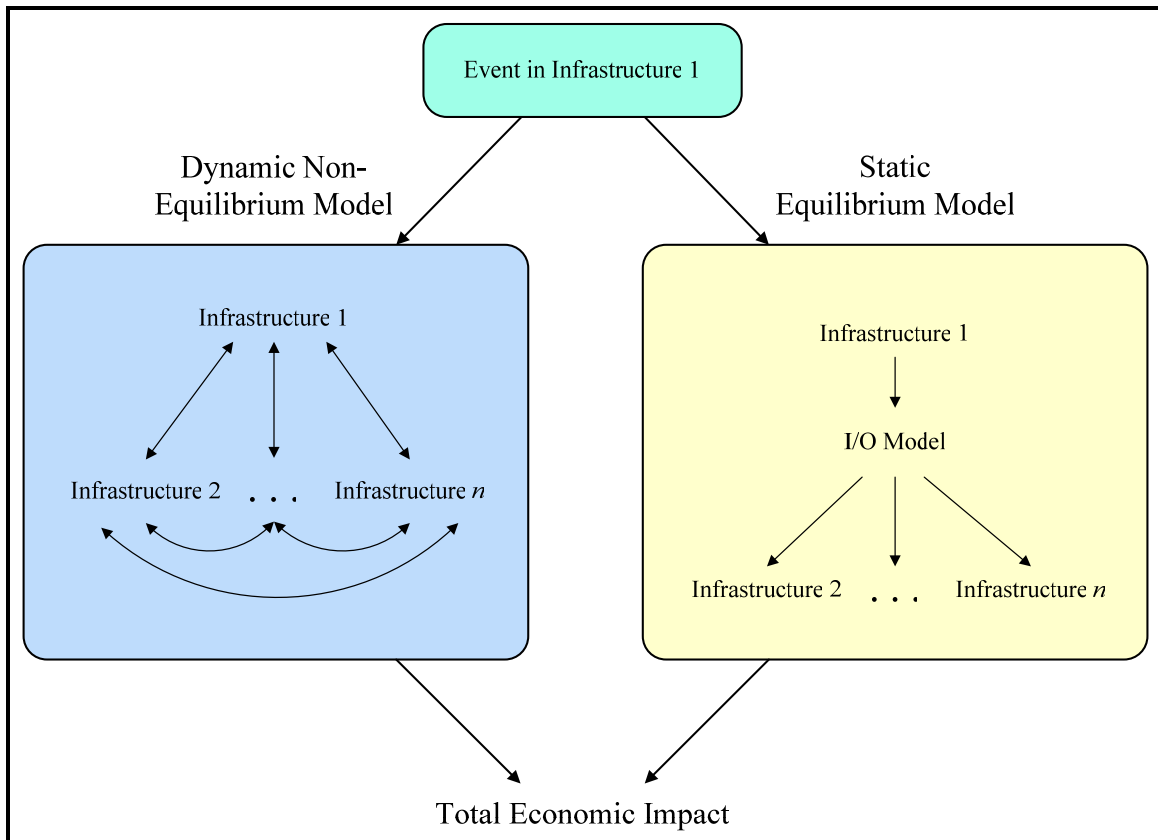 Event in Infrastructure 1
Dynamic Non-
Equilibrium Model
Static
Equilibrium Model
Infrastructure 1
Infrastructure 2 . . . Infrastructure n
Infrastructure 1
I/O Model
Infrastructure 2 . . . Infrastructure n
Total Economic Impact